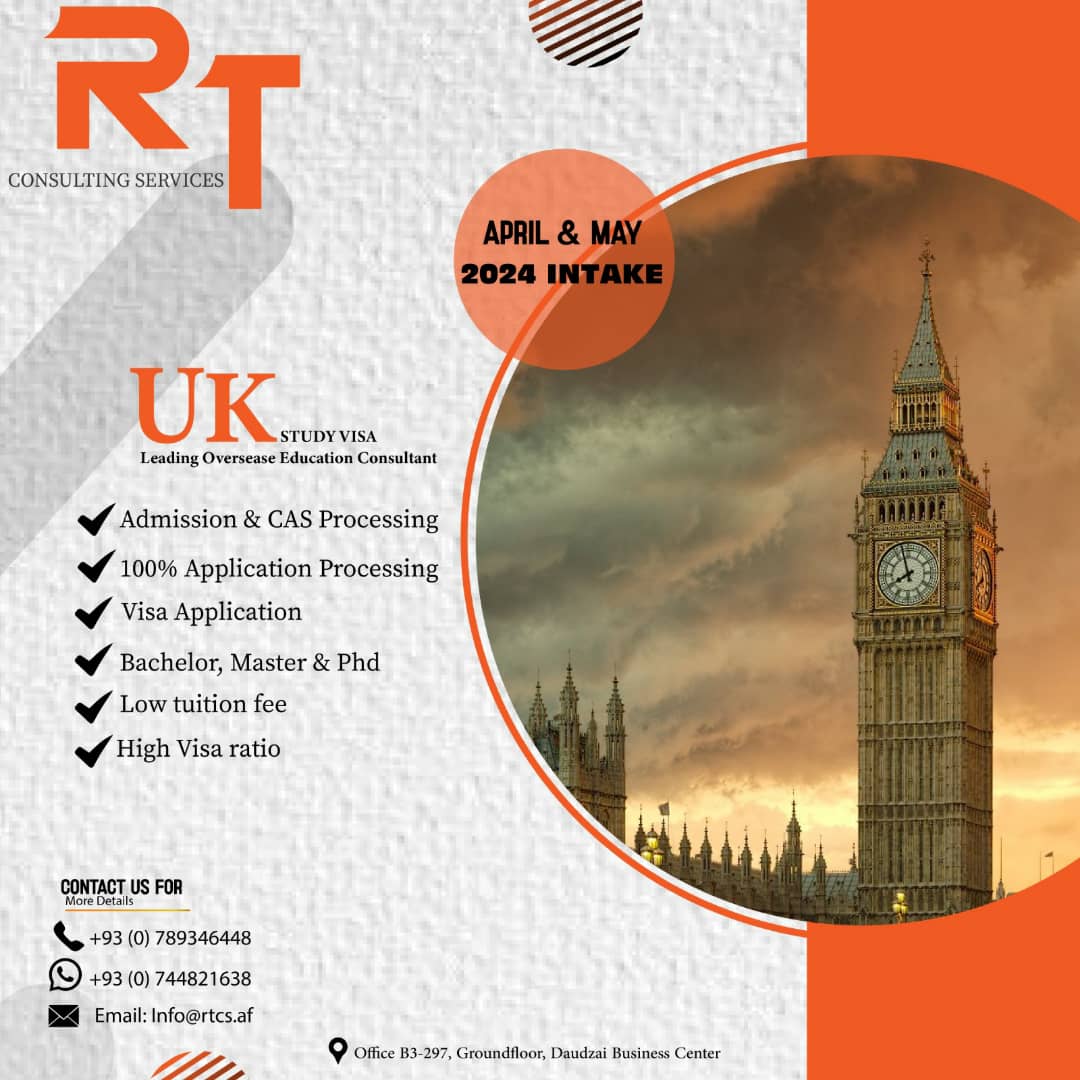 RT
CONSULTING SERVICES
APRIL & MAY
2024 INTAKE
UK STUDY VISA
Leading Oversease Education Consultant
Admission & CAS Processing
100% Application Processing
Visa Application
Bachelor, Master & Phd
Low tuition fee
High Visa ratio
CONTACT US FOR
More Details
+93 (0) 789346448
+93 (0) 744821638
Email: Info@rtcs.af
Office B3-297, Groundfloor, Daudzai Business Center